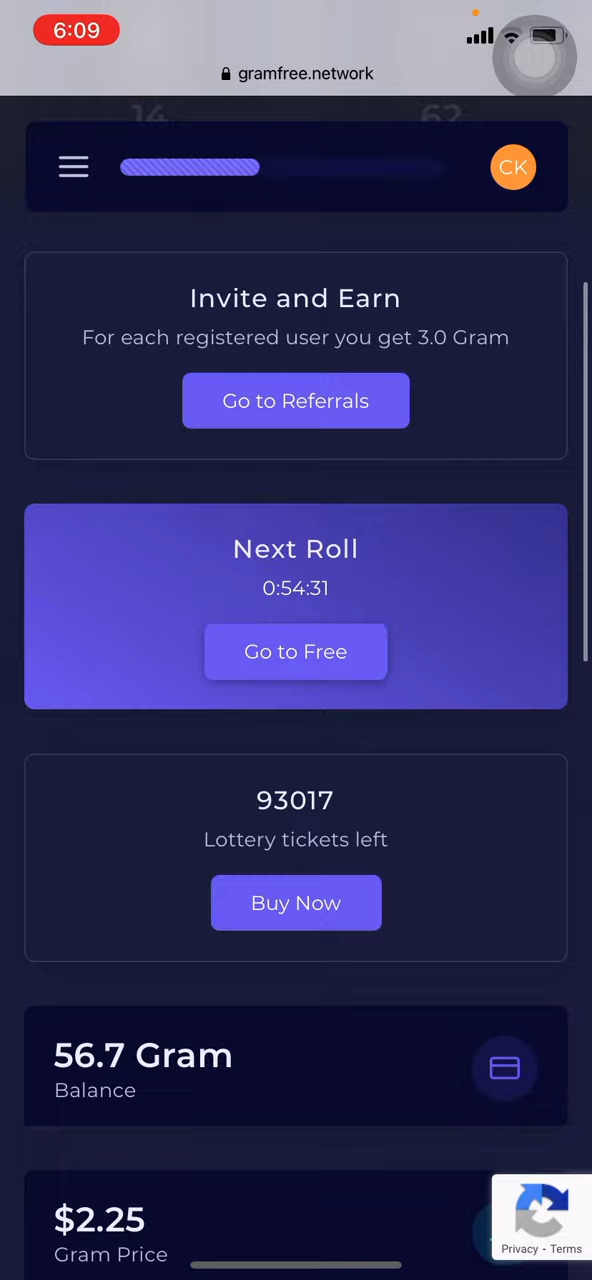 6:09
gramfree.network
14
62
CK
Invite and Earn
For each registered user you get 3.0 Gram
Go to Referrals
Next Roll
0:54:31
Go to Free
93017
Lottery tickets left
Buy Now
56.7 Gram
Balance
$2.25
Gram Price
Privacy - Terms